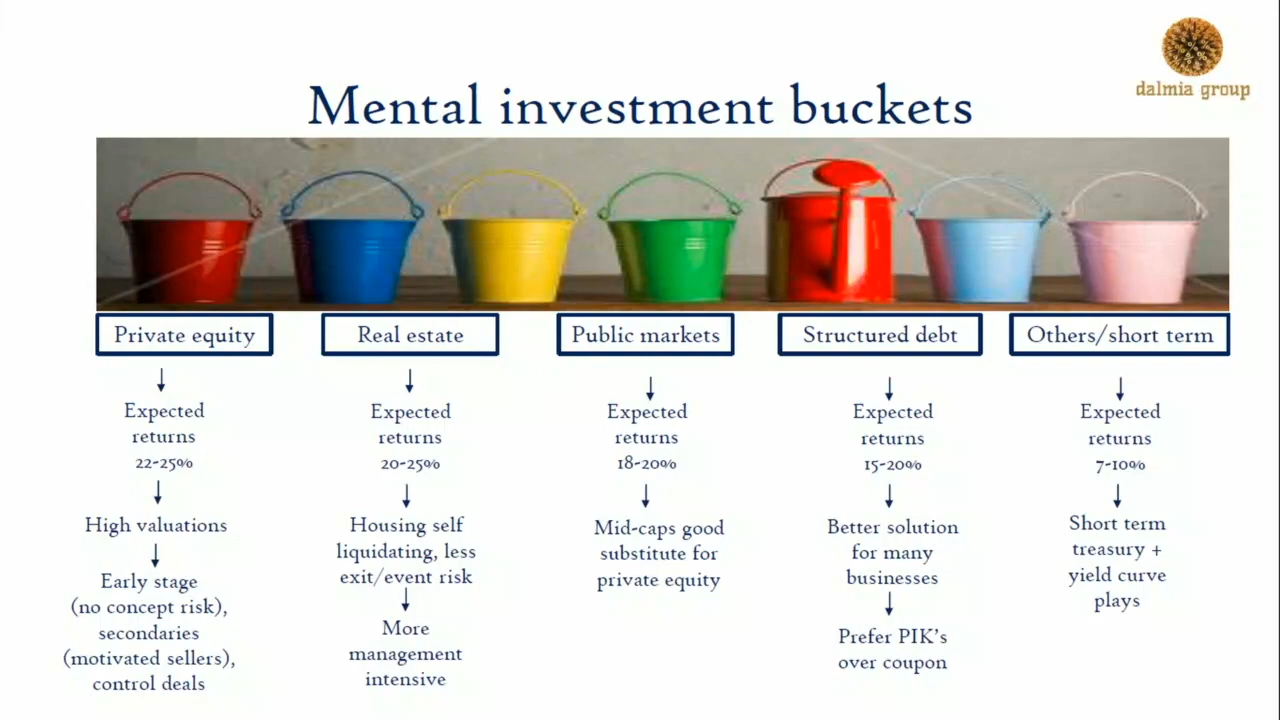 dalmia group
Mental investment buckets
Private equity
Expected
returns
22-25%
High valuations
Early stage
(no concept risk),
secondaries
(motivated sellers),
control deals
Real estate
Expected
returns
20-25%
Housing self
liquidating, less
exit/event risk
More
management
intensive
Public markets
Expected
returns
18-20%
Mid-caps good
substitute for
private equity
Structured debt
Expected
returns
15-20%
Better solution
for many
businesses
Prefer PIK's
over coupon
Others/short term
Expected
returns
7-10%
Short term
treasury +
yield curve
plays